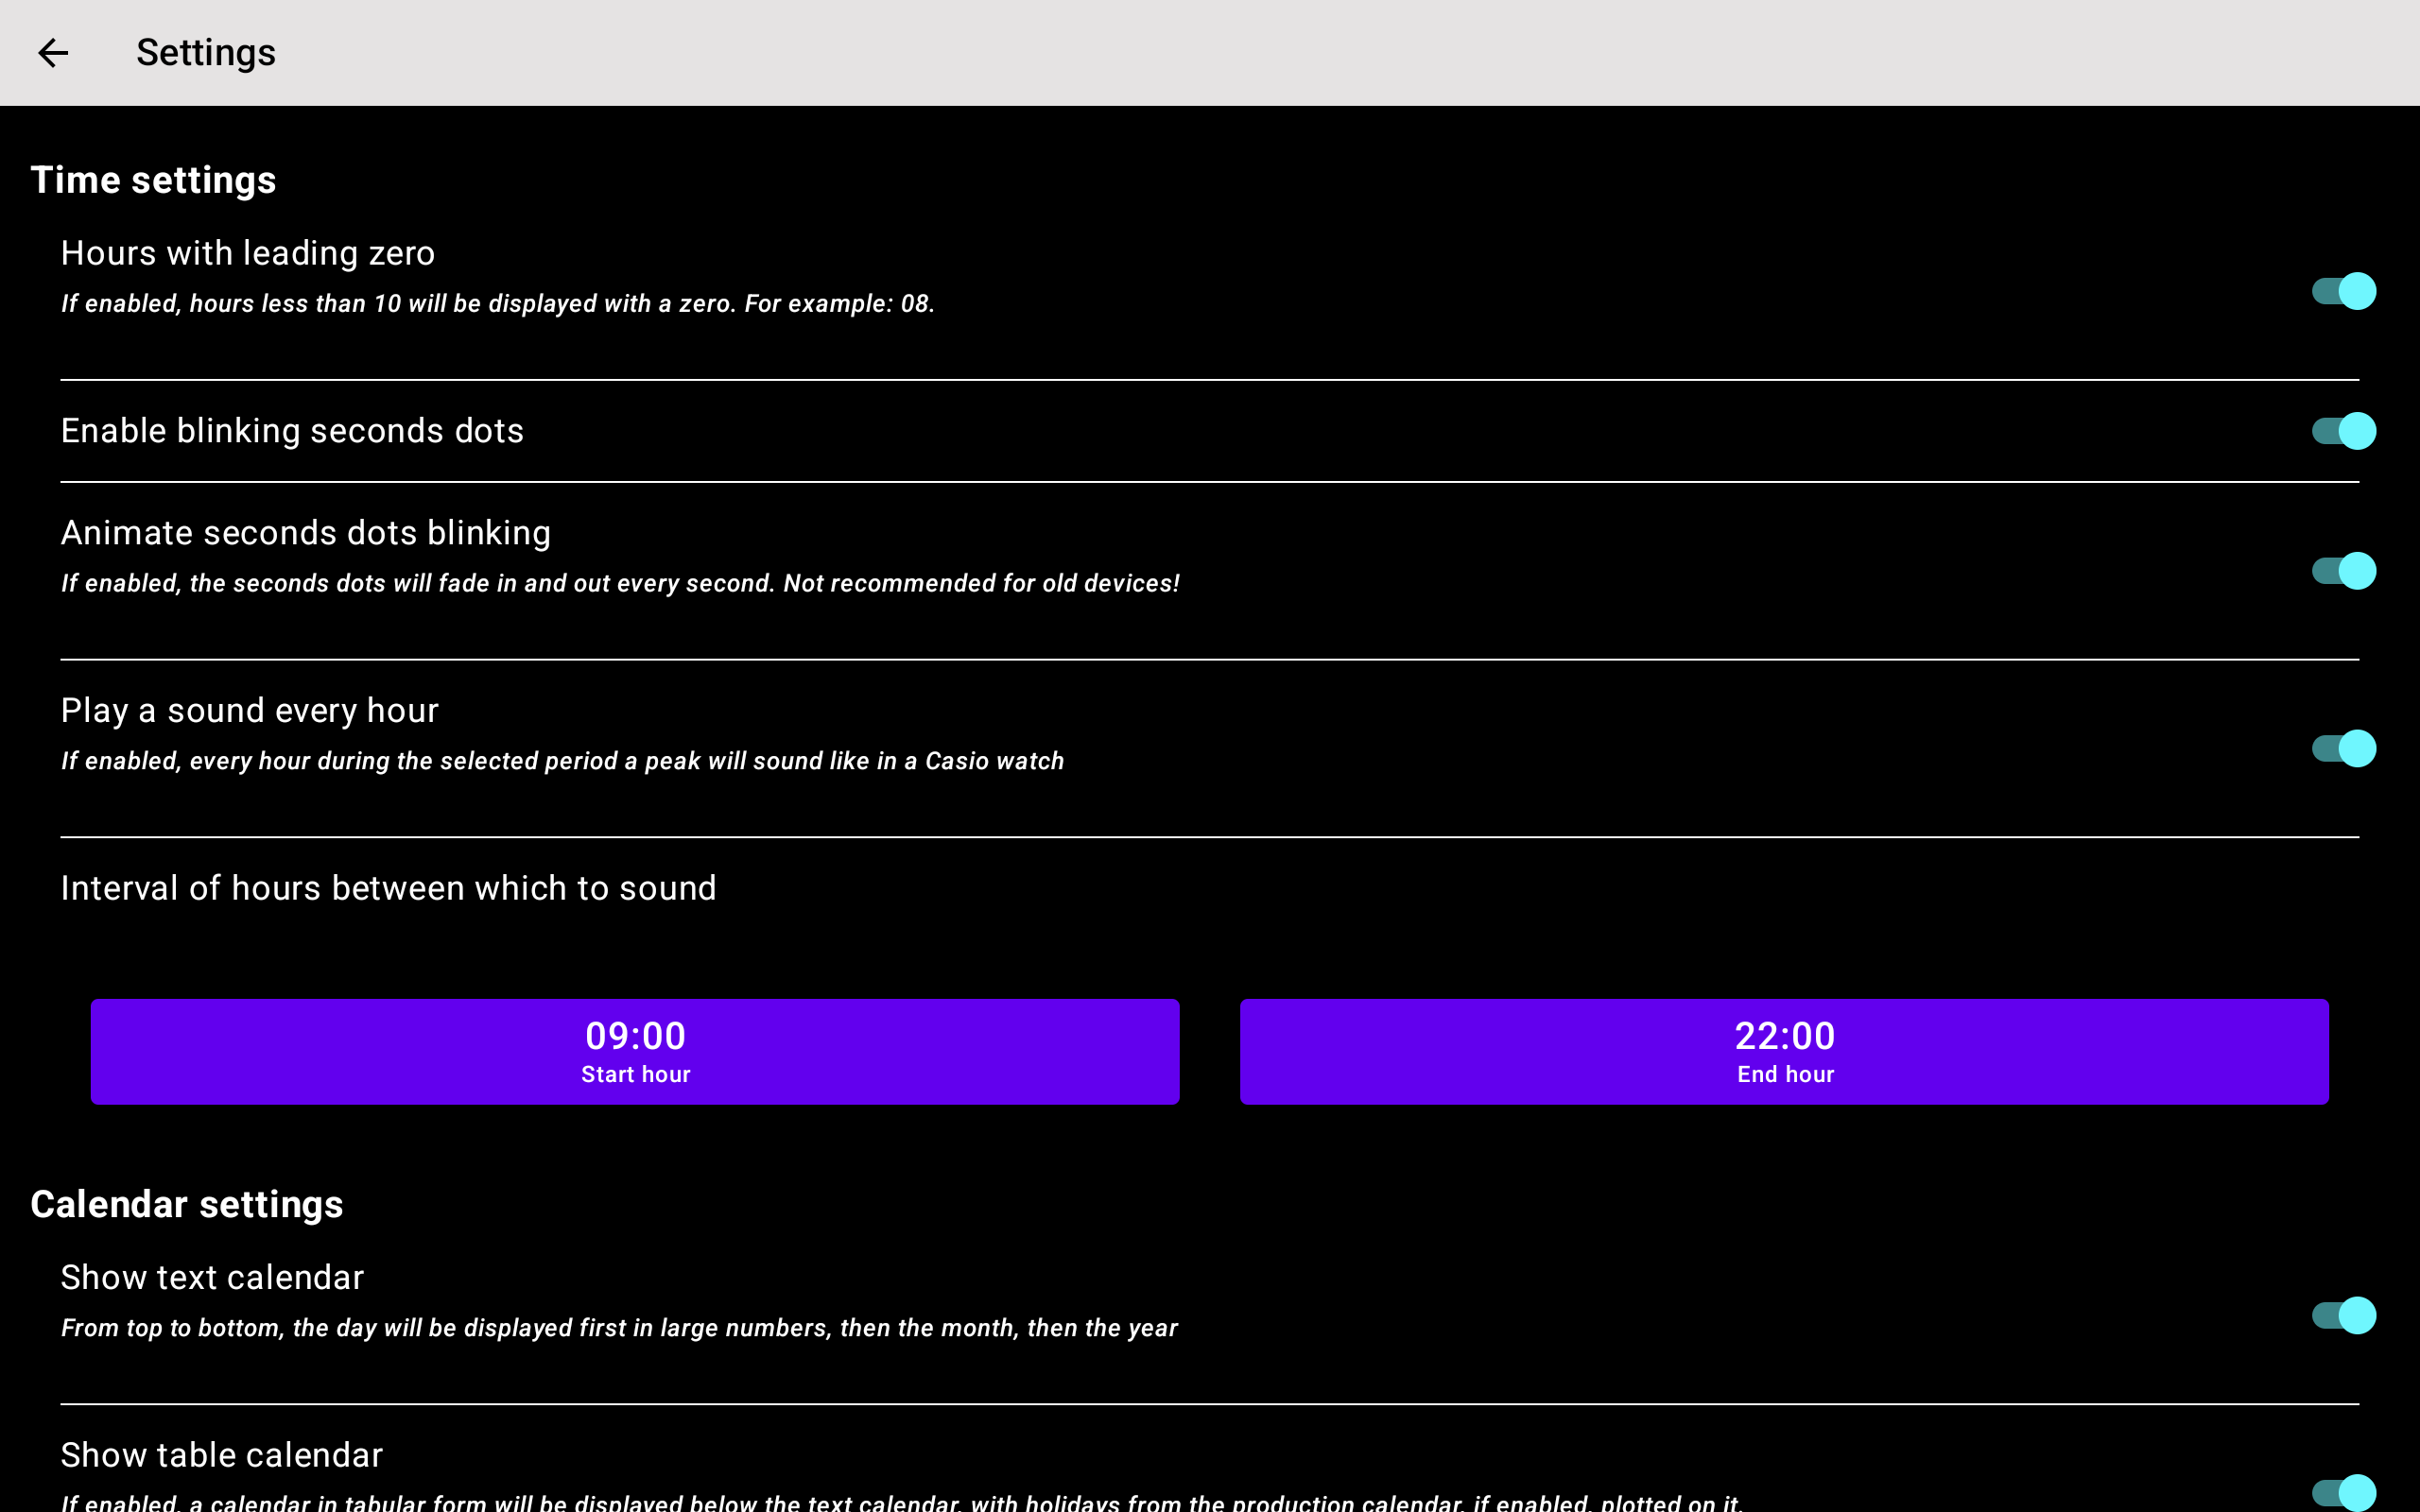 Settings
Time settings
Hours with leading zero
If enabled, hours less than 10 will be displayed with a zero. For example: 08.
Enable blinking seconds dots
Animate seconds dots blinking
If enabled, the seconds dots will fade in and out every second. Not recommended for old devices!
Play a sound every hour
If enabled, every hour during the selected period a peak will sound like in a Casio watch
Interval of hours between which to sound
09:00
Start hour
22:00
End hour
Calendar settings
Show text calendar
From top to bottom, the day will be displayed first in large numbers, then the month, then the year
Show table calendar
If enabled, a calendar in tabular form will be displayed below the text calendar, with holidays from the production calendar, if enabled, plotted on it.